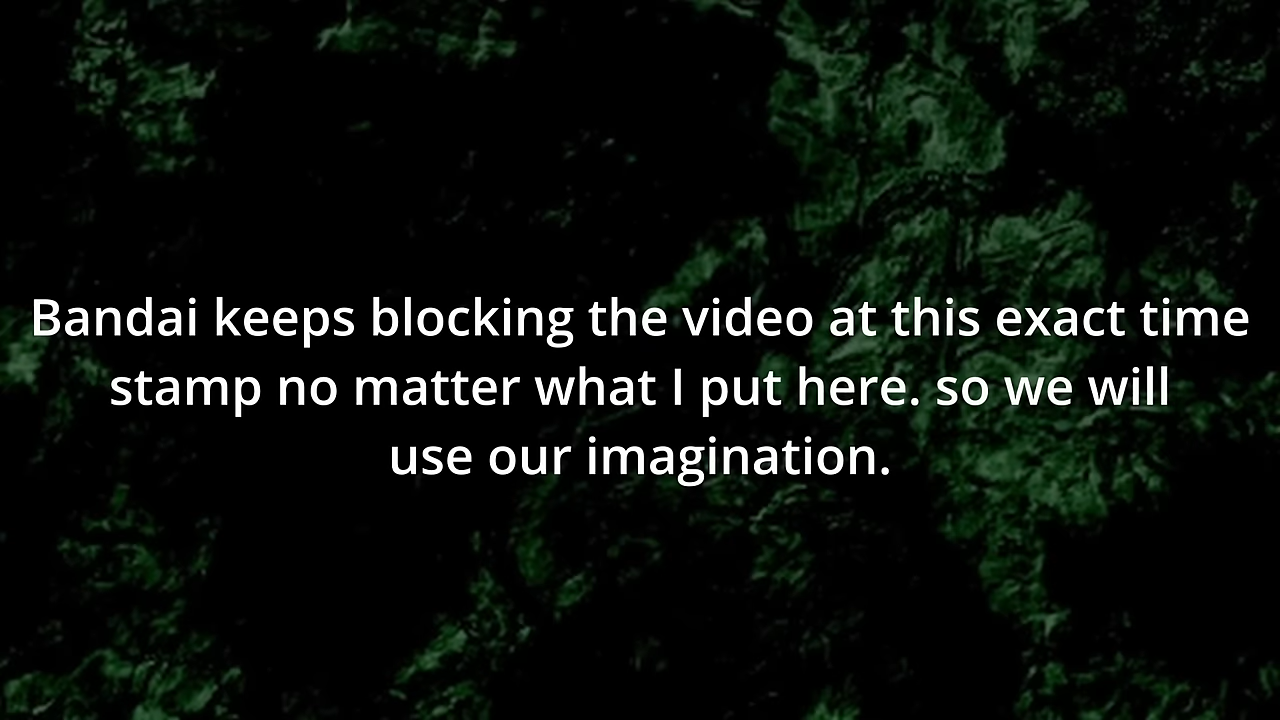 Bandai keeps blocking the video at this exact time
stamp no matter what I put here. so we will
use our imagination.